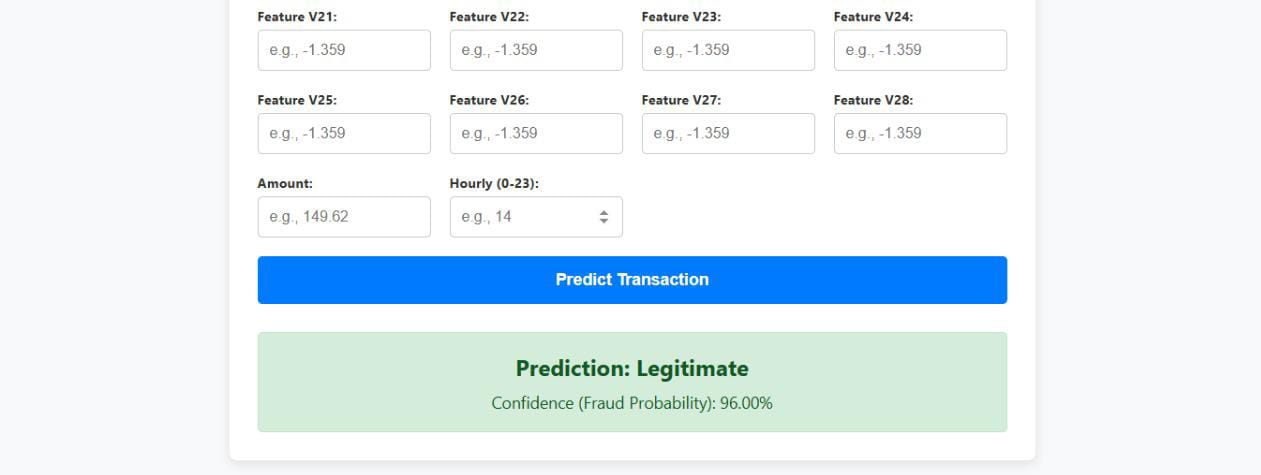 Feature V21: Feature V22: Feature V23: Feature V24:
e.g., -1.359 e.g., -1.359 e.g., -1.359 e.g., -1.359
Feature V25: Feature V26: Feature V27: Feature V28:
e.g., -1.359 e.g., -1.359 e.g., -1.359 e.g., -1.359
Amount: Hourly (0-23):
e.g., 149.62 e.g., 14
Predict Transaction
Prediction: Legitimate
Confidence (Fraud Probability): 96.00%